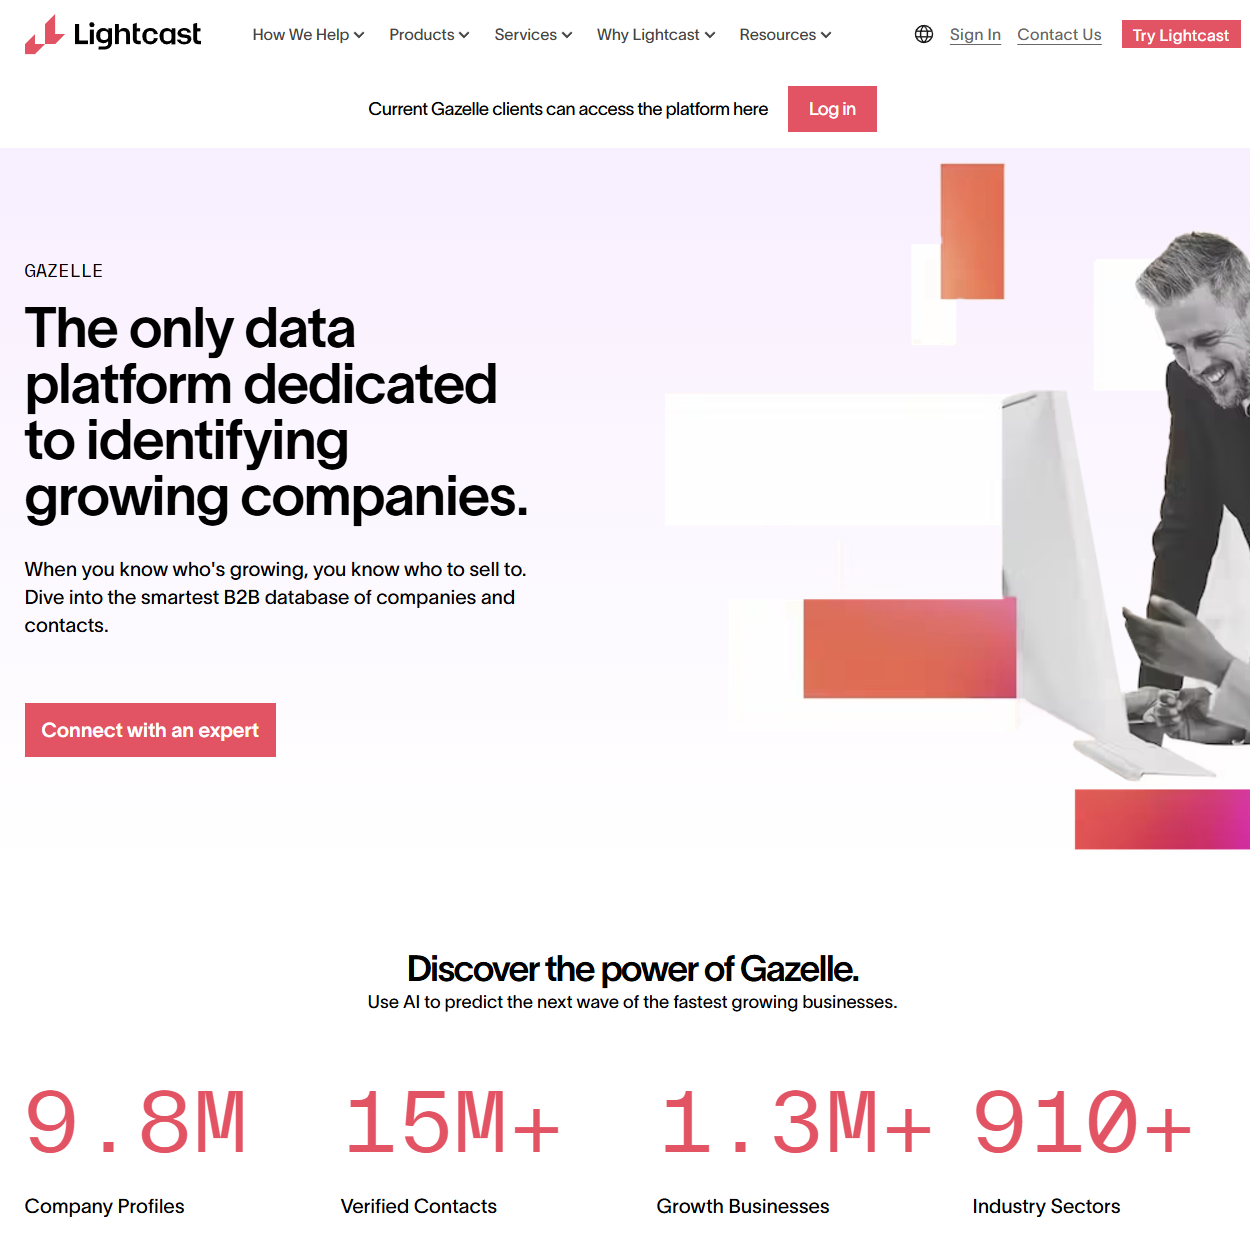 Lightcast
How We Help
Products
Services
Why Lightcast
Resources
Sign In
Contact Us
Try Lightcast
Current Gazelle clients can access the platform here
Log in
GAZELLE
The only data
platform dedicated
to identifying
growing companies.
When you know who's growing, you know who to sell to.
Dive into the smartest B2B database of companies and
contacts.
Connect with an expert
Discover the power of Gazelle.
Use AI to predict the next wave of the fastest growing businesses.
9.8M
Company Profiles
15M+
Verified Contacts
1.3M+
Growth Businesses
910+
Industry Sectors